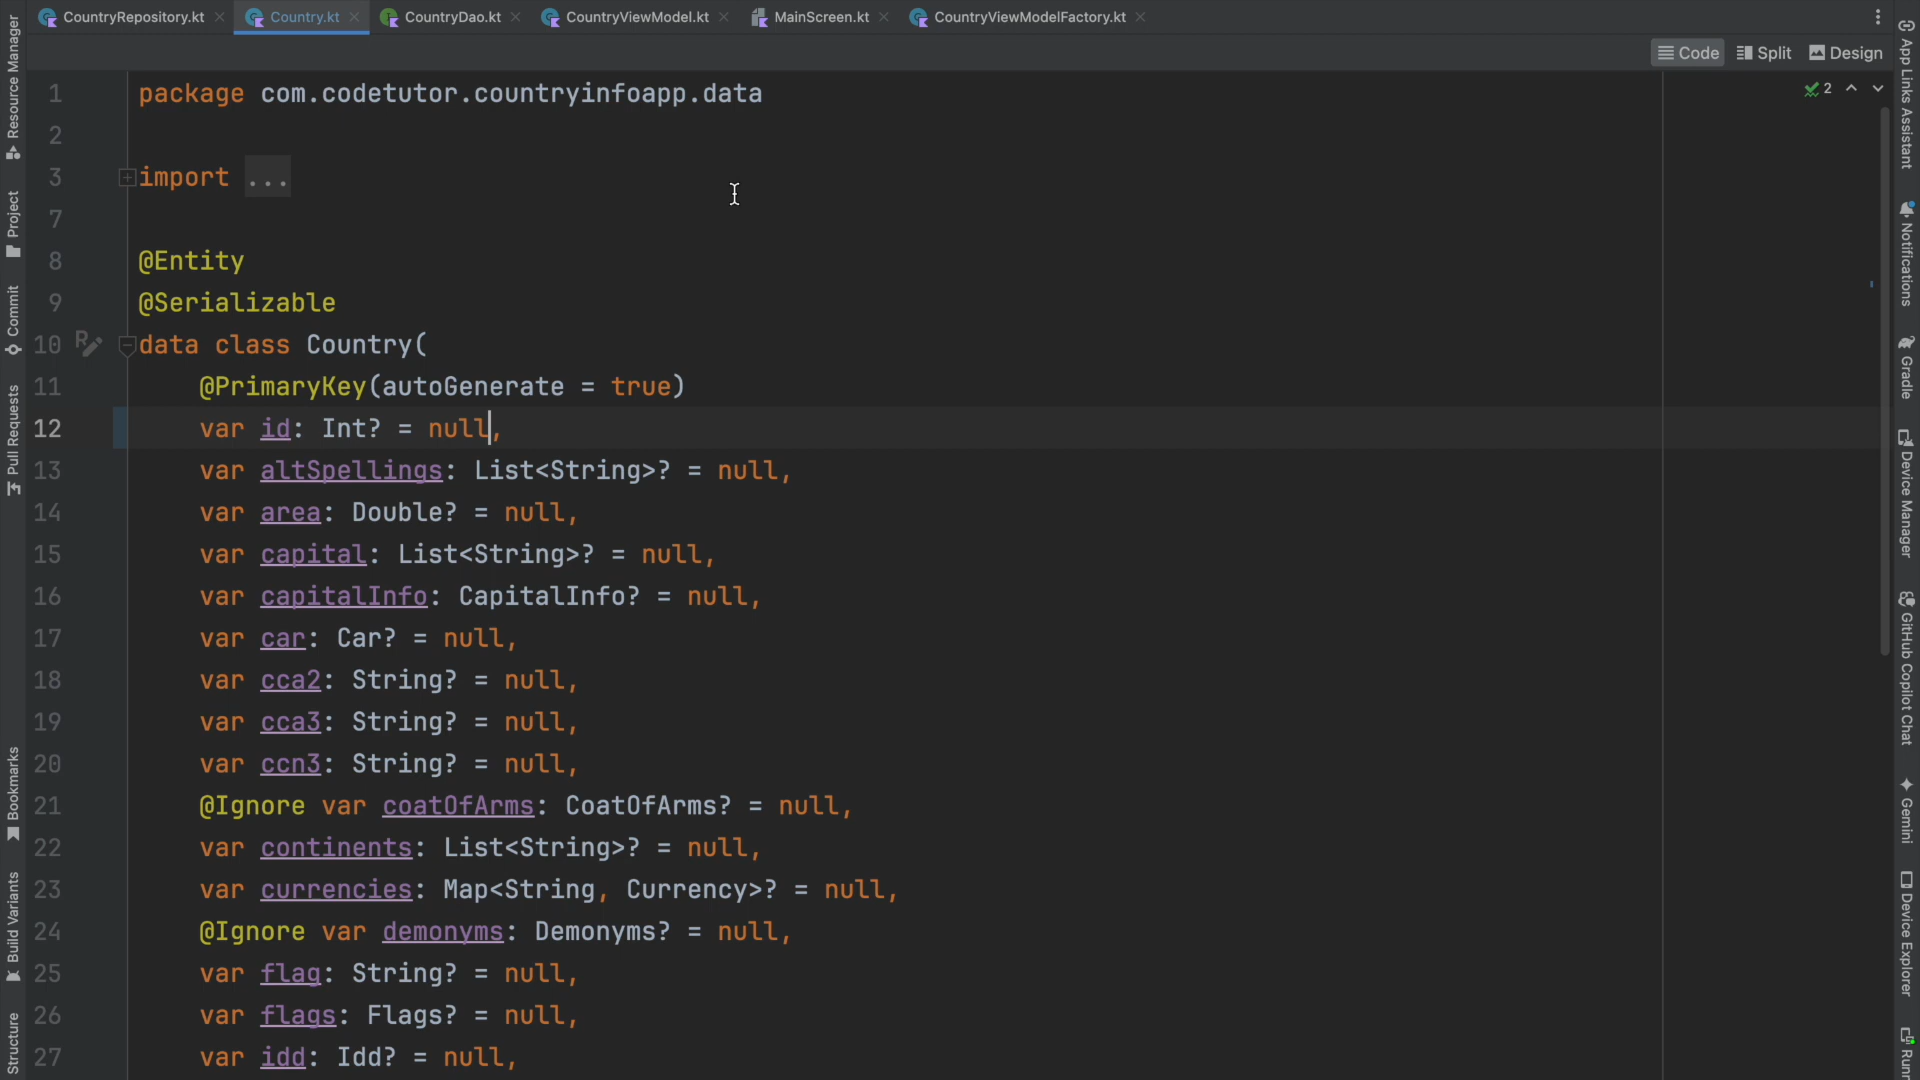 CountryRepository.kt
Country.kt
CountryDao.kt
CountryViewModel.kt
MainScreen.kt
CountryViewModelFactory.kt
Code
Split
Design
2
1 package com.codetutor.countryinfoapp.data
2
3 import ...
7
8 @Entity
9 @Serializable
10 data class Country(
11 @PrimaryKey(autoGenerate = true)
12 var id: Int? = null,
13 var altSpellings: List<String>? = null,
14 var area: Double? = null,
15 var capital: List<String>? = null,
16 var capitalInfo: CapitalInfo? = null,
17 var car: Car? = null,
18 var cca2: String? = null,
19 var cca3: String? = null,
20 var ccn3: String? = null,
21 @Ignore var coatOfArms: CoatOfArms? = null,
22 var continents: List<String>? = null,
23 var currencies: Map<String, Currency>? = null,
24 @Ignore var demonyms: Demonyms? = null,
25 var flag: String? = null,
26 var flags: Flags? = null,
27 var idd: Idd? = null,
Resource Manager
Project
Commit
Pull Requests
Bookmarks
Build Variants
Structure
App Links Assistant
Notifications
Gradle
Device Manager
GitHub Copilot Chat
Gemini
Device Explorer